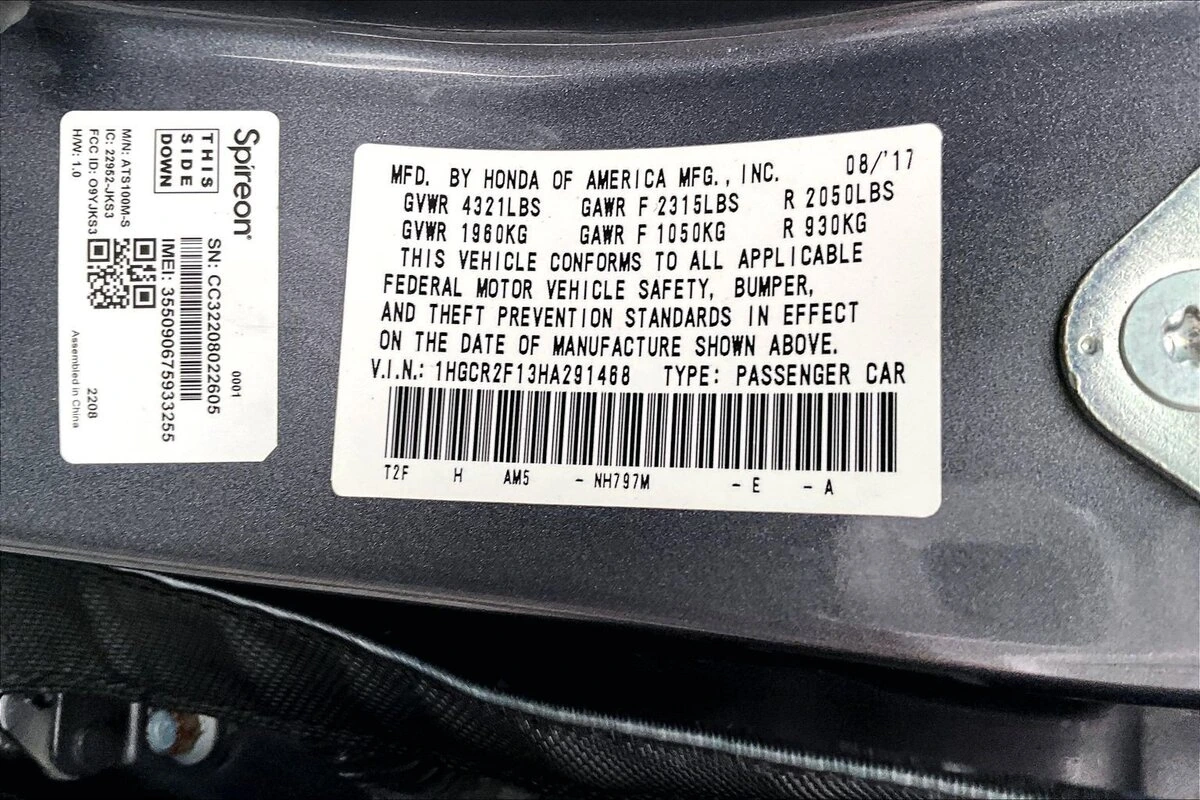 Spireon®
THIS
SIDE
DOWN
M/N: ATS100M-S
IC: 22952-JKS3
FCC ID: O9YJKS3
H/W: 1.0
0001
SN: CC32208022605
IMEI: 355090675933255
2208
Assembled in China
08/'17
MFD. BY HONDA OF AMERICA MFG., INC.
GVWR 4321LBS GAWR F 2315LBS R 2050LBS
GVWR 1960KG GAWR F 1050KG R 930KG
THIS VEHICLE CONFORMS TO ALL APPLICABLE
FEDERAL MOTOR VEHICLE SAFETY, BUMPER,
AND THEFT PREVENTION STANDARDS IN EFFECT
ON THE DATE OF MANUFACTURE SHOWN ABOVE.
V.I.N.: 1HGCR2F13HA291468 TYPE: PASSENGER CAR
T2F H AM5 - NH797M - E - A